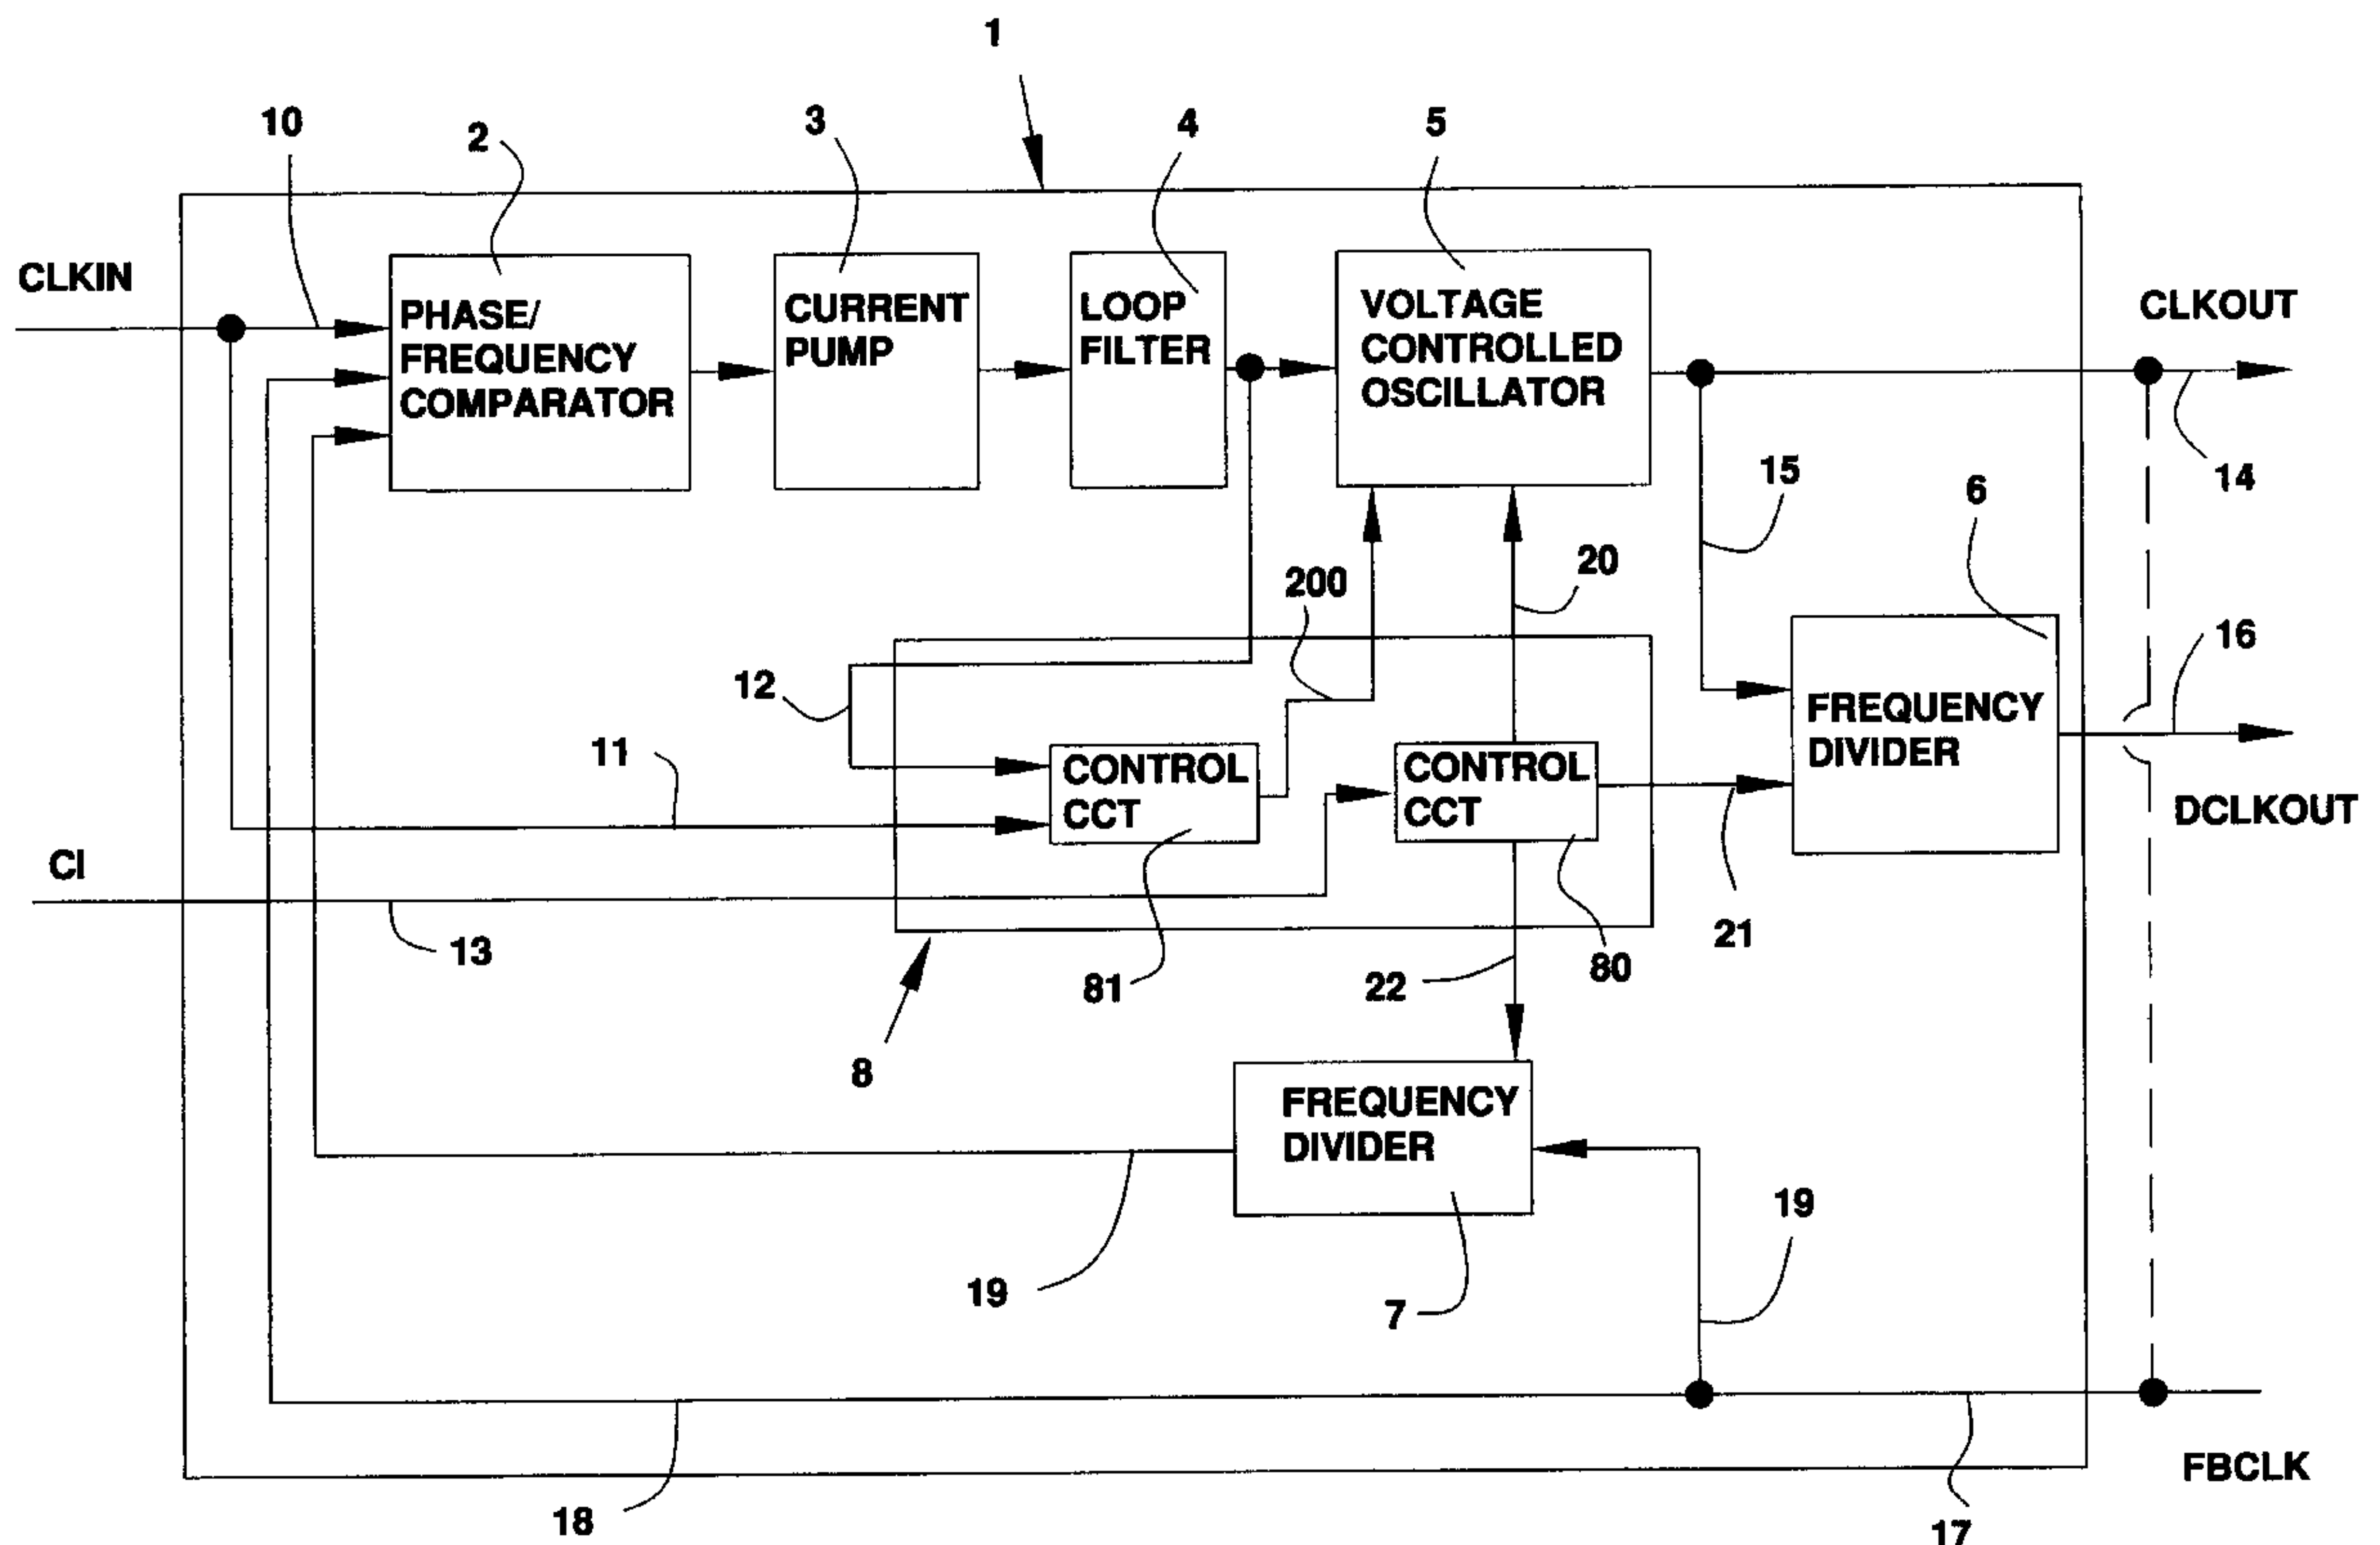 1
10
2
3
4
5
CLKIN
PHASE/
FREQUENCY
COMPARATOR
CURRENT
PUMP
LOOP
FILTER
VOLTAGE
CONTROLLED
OSCILLATOR
CLKOUT
14
15
6
20
200
16
12
11
CONTROL
CCT
CONTROL
CCT
FREQUENCY
DIVIDER
DCLKOUT
CI
13
81
22
80
21
8
FREQUENCY
DIVIDER
19
19
7
18
17
FBCLK